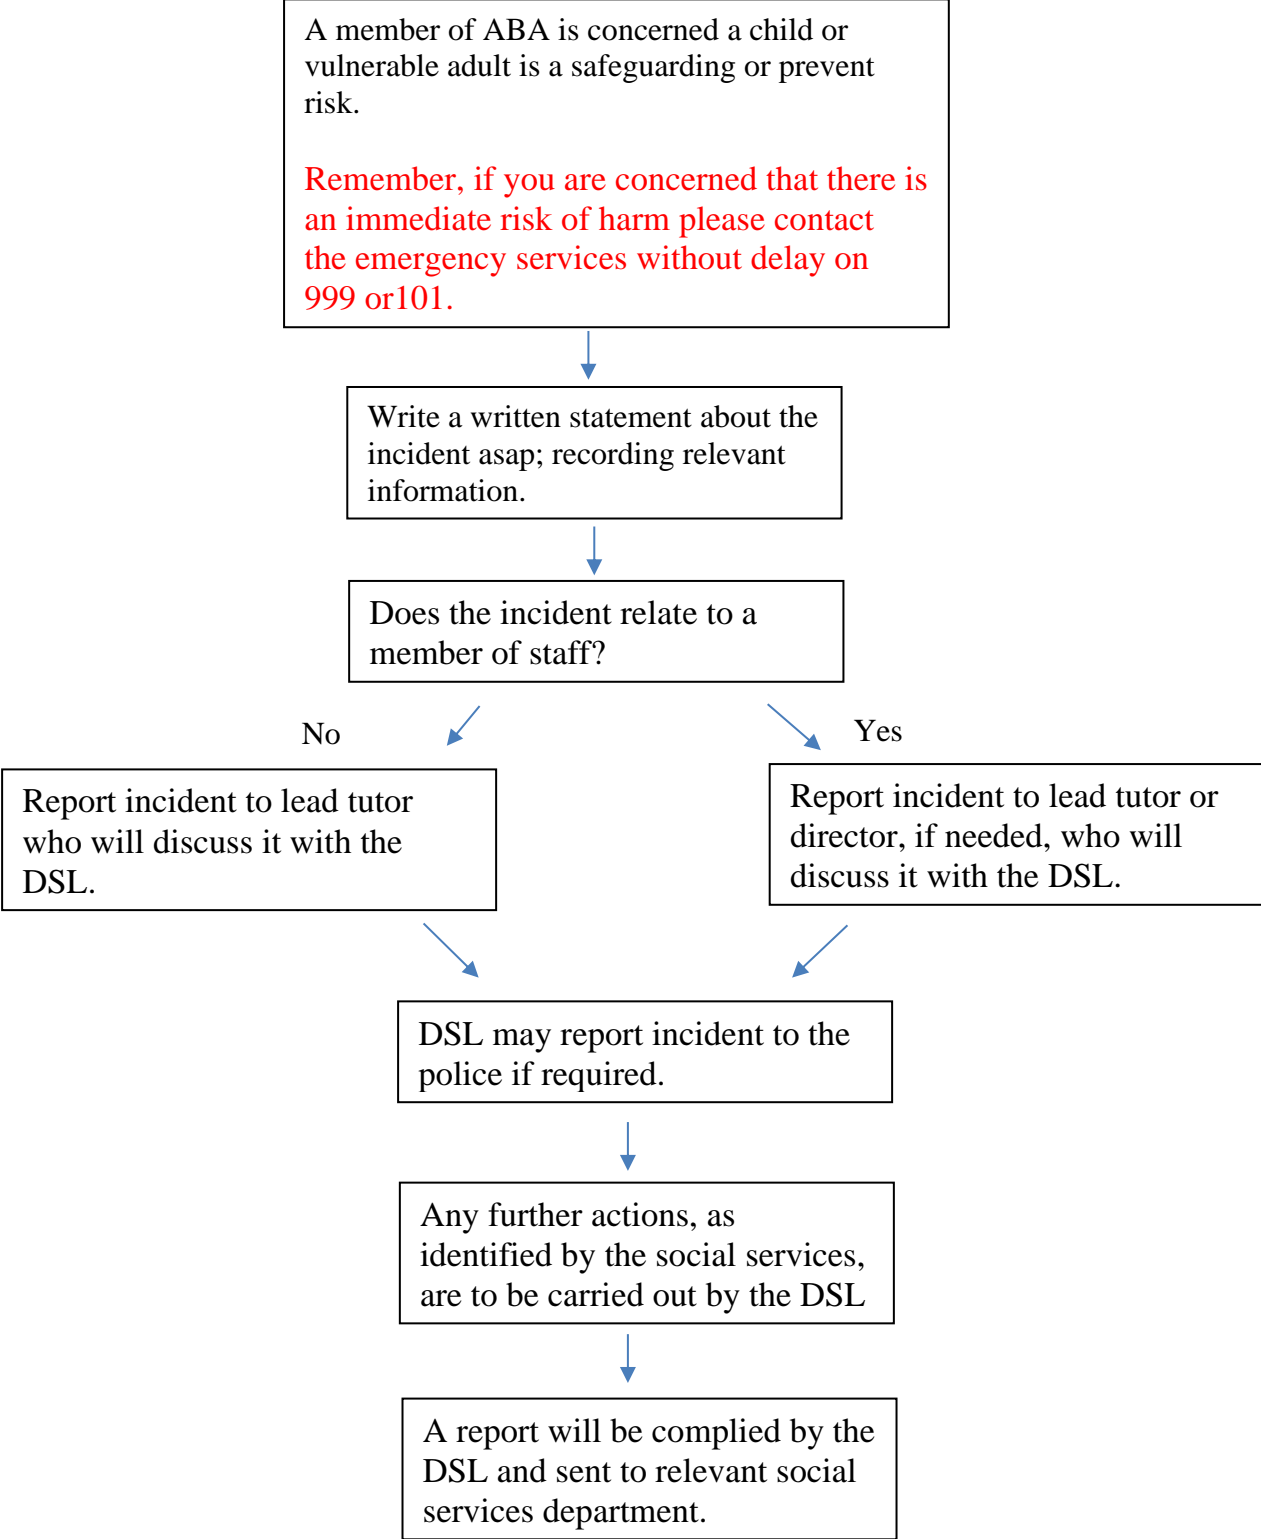 A member of ABA is concerned a child or
vulnerable adult is a safeguarding or prevent
risk.
Remember, if you are concerned that there is
an immediate risk of harm please contact
the emergency services without delay on
999 or101.
Write a written statement about the
incident asap; recording relevant
information.
Does the incident relate to a
member of staff?
No
Yes
Report incident to lead tutor
who will discuss it with the
DSL.
Report incident to lead tutor or
director, if needed, who will
discuss it with the DSL.
DSL may report incident to the
police if required.
Any further actions, as
identified by the social services,
are to be carried out by the DSL
A report will be complied by the
DSL and sent to relevant social
services department.